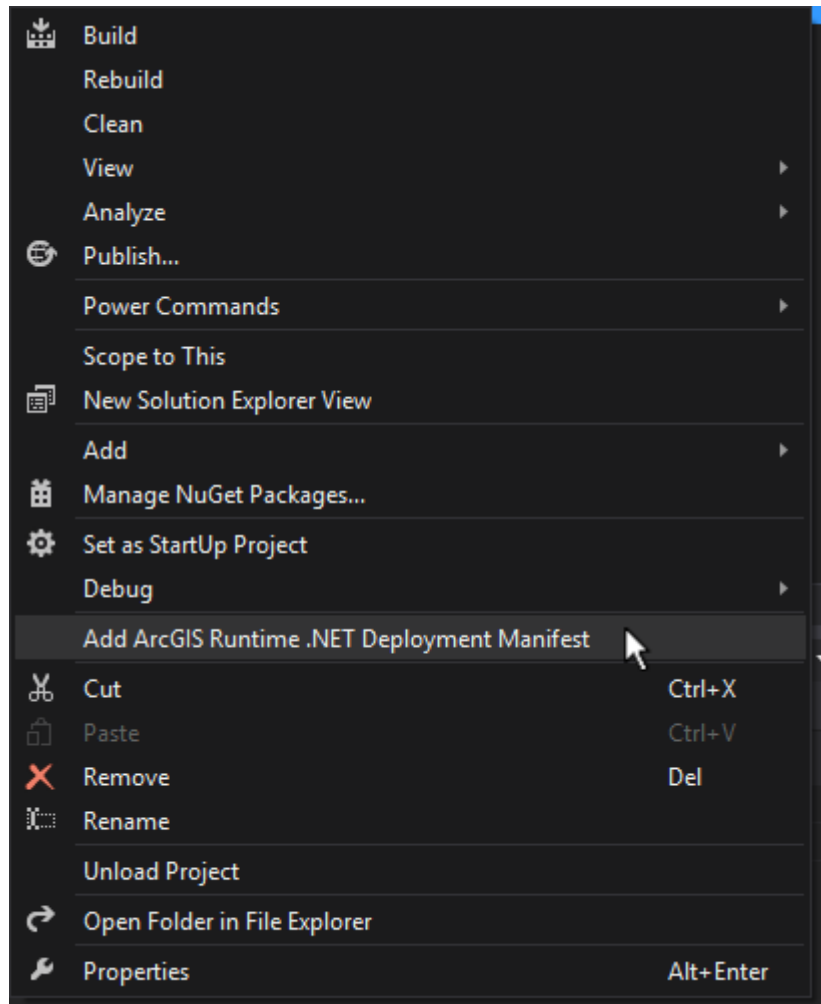 Build
Rebuild
Clean
View
Analyze
Publish...
Power Commands
Scope to This
New Solution Explorer View
Add
Manage NuGet Packages...
Set as StartUp Project
Debug
Add ArcGIS Runtime .NET Deployment Manifest
Cut Ctrl+X
Paste Ctrl+V
Remove Del
Rename
Unload Project
Open Folder in File Explorer
Properties Alt+Enter